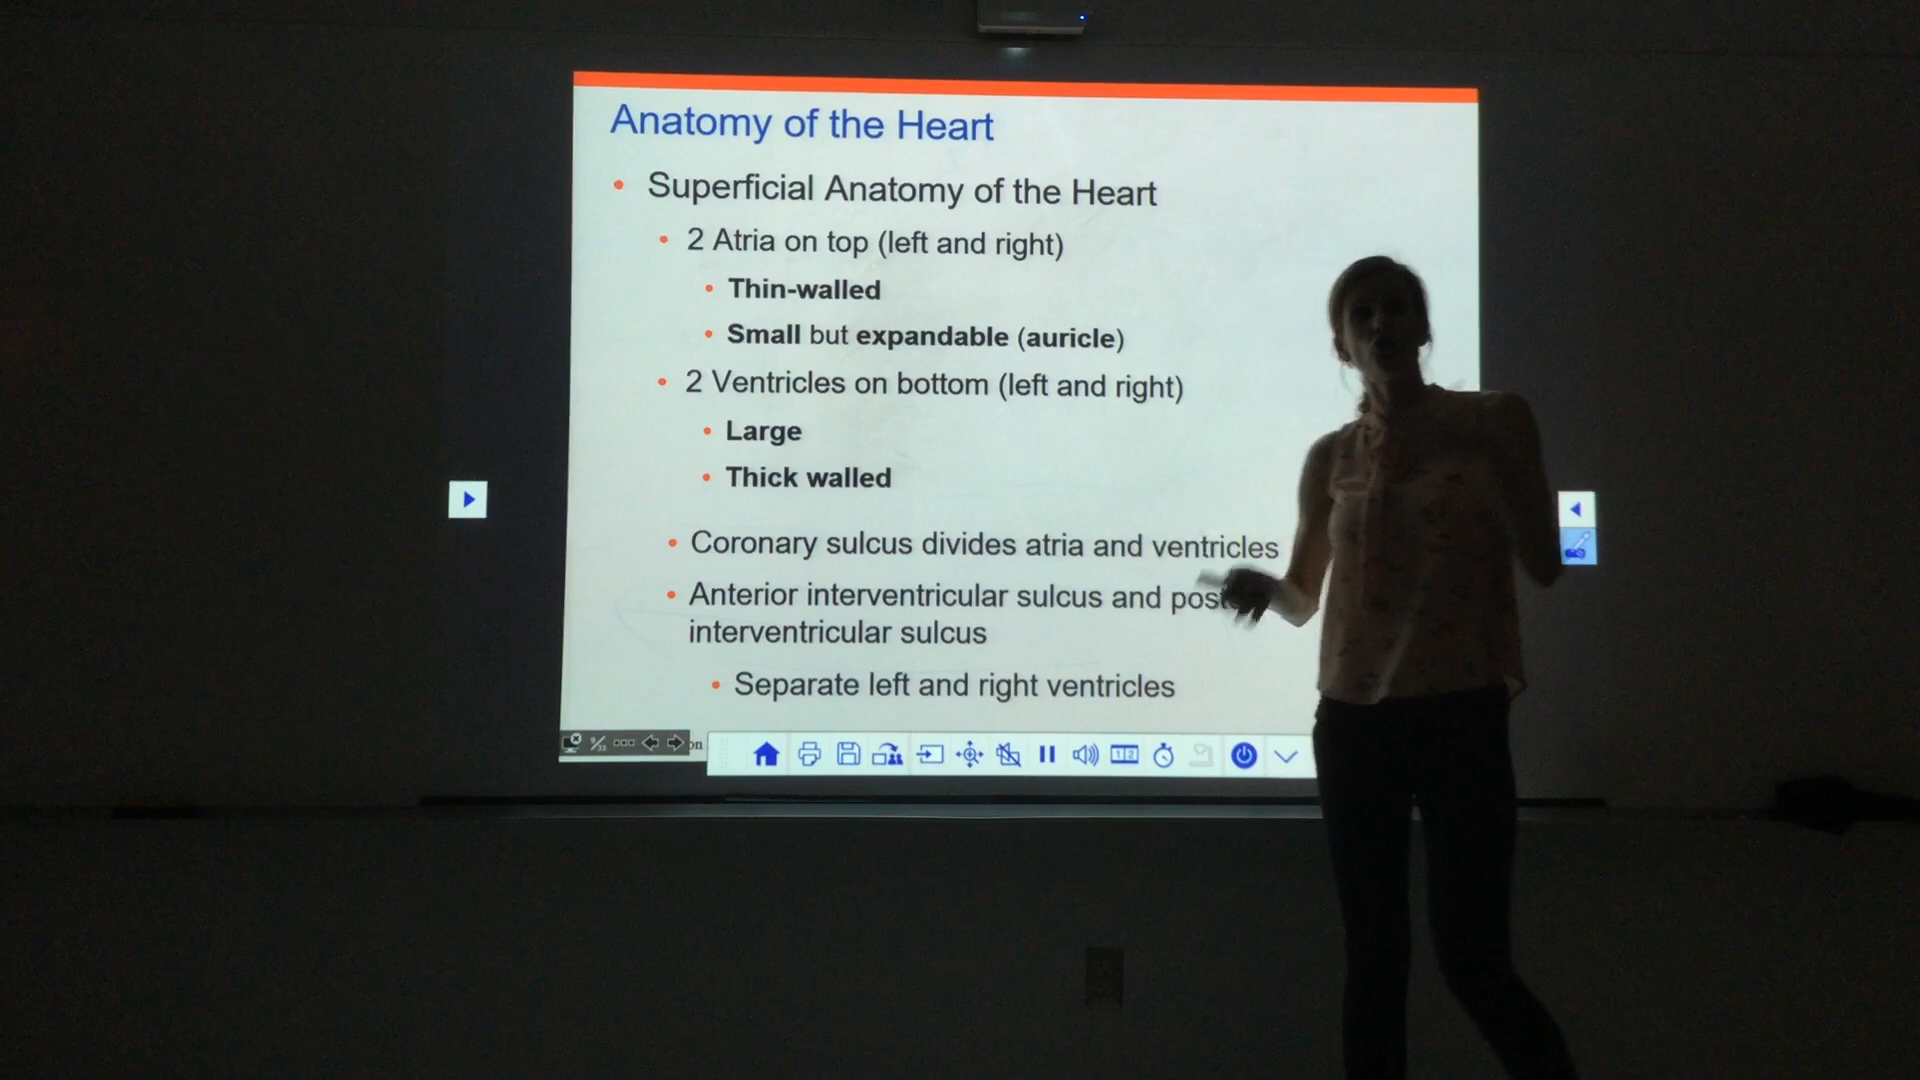 Anatomy of the Heart
• Superficial Anatomy of the Heart
• 2 Atria on top (left and right)
• Thin-walled
• Small but expandable (auricle)
• 2 Ventricles on bottom (left and right)
• Large
• Thick walled
• Coronary sulcus divides atria and ventricles
• Anterior interventricular sulcus and
interventricular sulcus
• Separate left and right ventricles